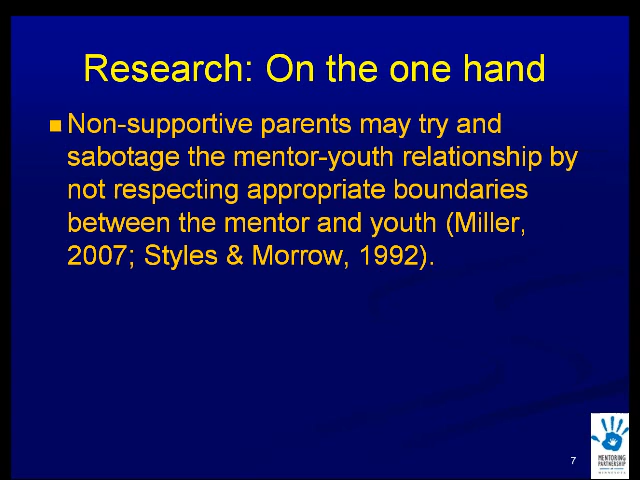 Research: On the one hand
Non-supportive parents may try and
sabotage the mentor-youth relationship by
not respecting appropriate boundaries
between the mentor and youth (Miller,
2007; Styles & Morrow, 1992).
7
MENTORING
PARTNERSHIP
MINNESOTA